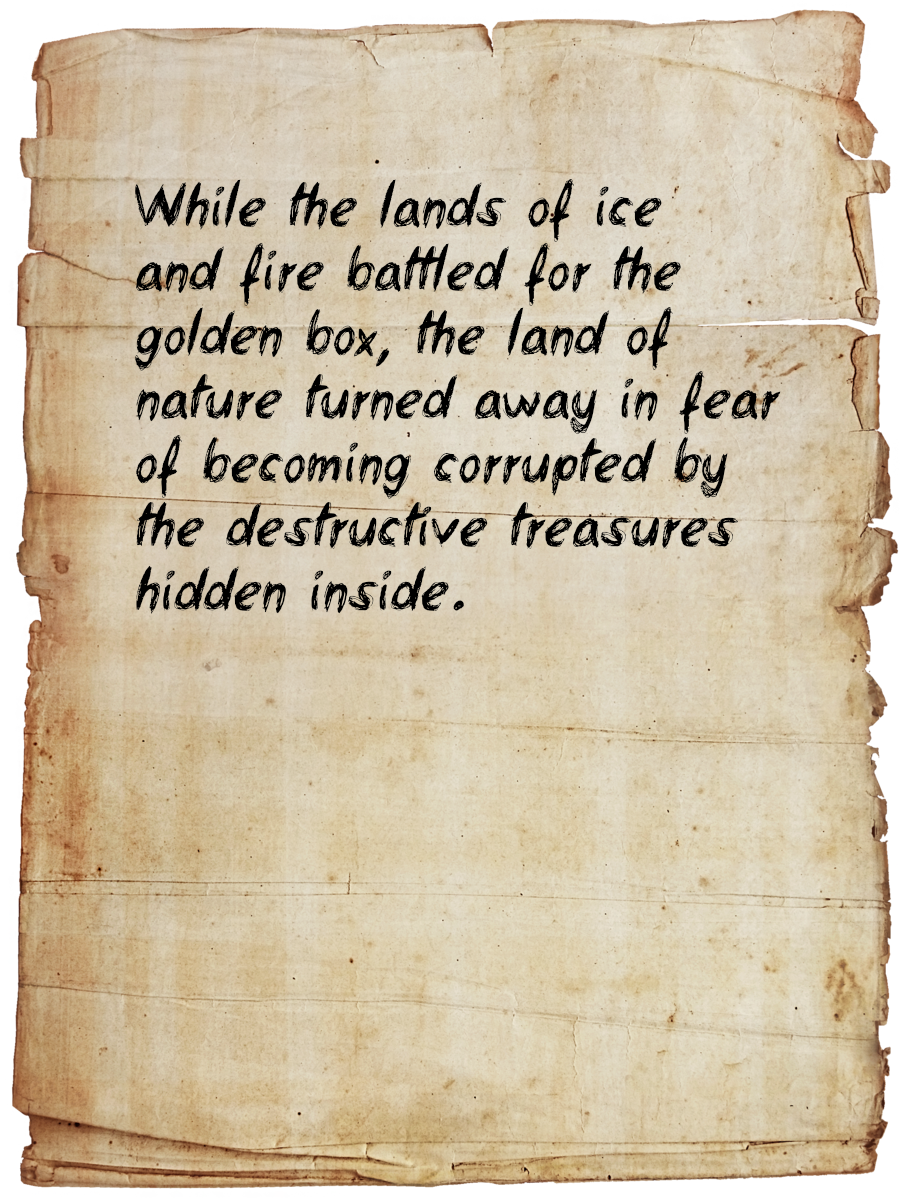 While the lands of ice
and fire battled for the
golden box, the land of
nature turned away in fear
of becoming corrupted by
the destructive treasures
hidden inside.